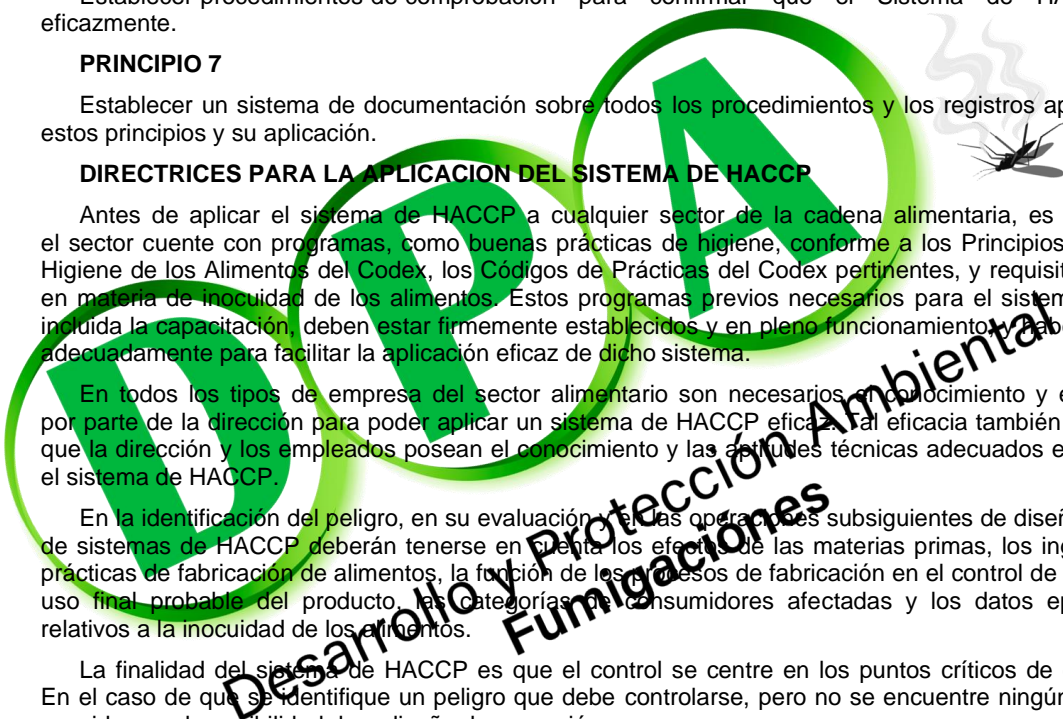 eficazmente.
PRINCIPIO 7
Establecer un sistema de documentación sobre todos los procedimientos y los registros
estos principios y su aplicación.
DIRECTRICES PARA LA APLICACION DEL SISTEMA DE HACCP
Antes de aplicar el sistema de HACCP a cualquier sector de la cadena alimentaria, es
el sector cuente con programas, como buenas prácticas de higiene, conforme a los Principios
Higiene de los Alimentos del Codex, los Códigos de Prácticas del Codex pertinentes, y
en materia de inocuidad de los alimentos. Estos programas previos necesarios para el
incluida la capacitación, deben estar firmemente establecidos y en pleno funcionamiento
adecuadamente para facilitar la aplicación eficaz de dicho sistema.
En todos los tipos de empresa del sector alimentario son necesarios el conocimiento y
por parte de la dirección para poder aplicar un sistema de HACCP eficaz. Tal eficacia también
que la dirección y los empleados posean el conocimiento y las aptitudes técnicas adecuados
el sistema de HACCP.
En la identificación del peligro, en su evaluación y en las operaciones subsiguientes de
de sistemas de HACCP deberán tenerse en cuenta los efectos de las materias primas, los
prácticas de fabricación de alimentos, la función de los procesos de fabricación en el control de
uso final probable del producto, las categorías de consumidores afectadas y los datos
relativos a la inocuidad de los alimentos.
La finalidad del sistema de HACCP es que el control se centre en los puntos críticos de
En el caso de que se identifique un peligro que debe controlarse, pero no se encuentre
DPA
Desarrollo y Protección Ambiental
Fumigaciónes